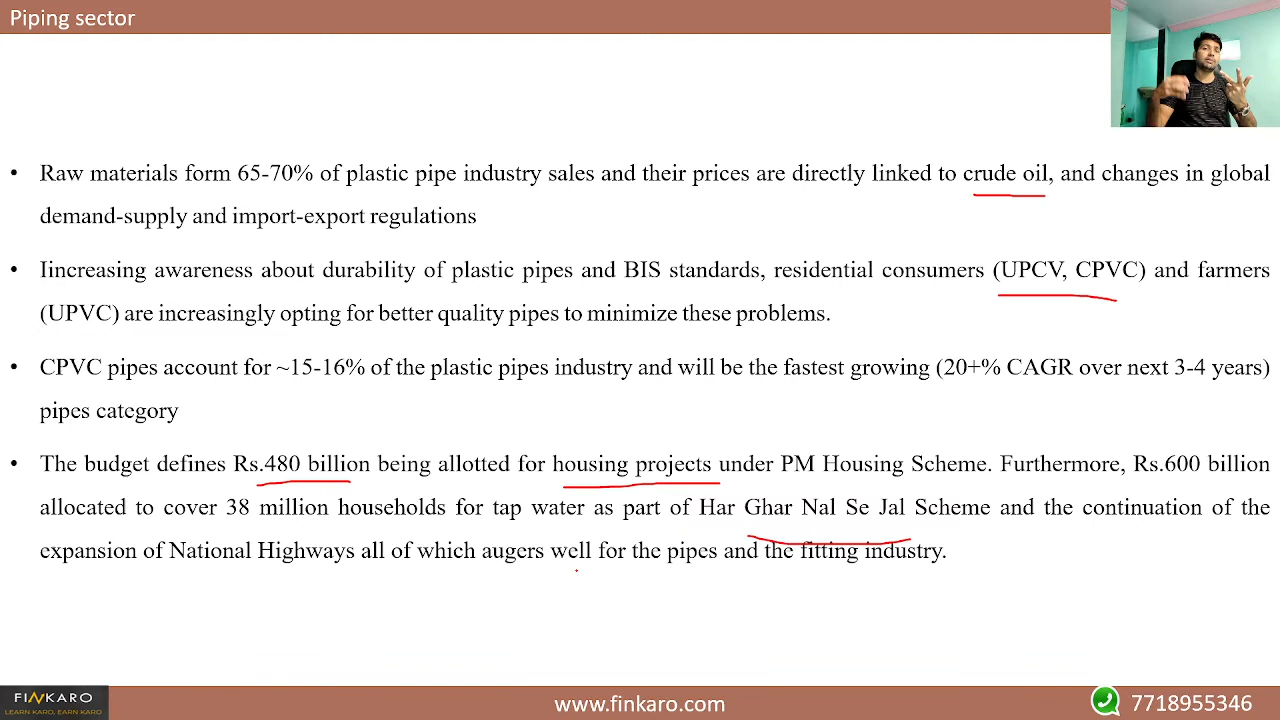 Piping sector
• Raw materials form 65-70% of plastic pipe industry sales and their prices are directly linked to crude oil, and changes in global
demand-supply and import-export regulations
• Iincreasing awareness about durability of plastic pipes and BIS standards, residential consumers (UPCV, CPVC) and farmers
(UPVC) are increasingly opting for better quality pipes to minimize these problems.
• CPVC pipes account for ~15-16% of the plastic pipes industry and will be the fastest growing (20+% CAGR over next 3-4 years)
pipes category
• The budget defines Rs.480 billion being allotted for housing projects under PM Housing Scheme. Furthermore, Rs.600 billion
allocated to cover 38 million households for tap water as part of Har Ghar Nal Se Jal Scheme and the continuation of the
expansion of National Highways all of which augers well for the pipes and the fitting industry.
FINKARO
LEARN KARO, EARN KARO
www.finkaro.com
7718955346